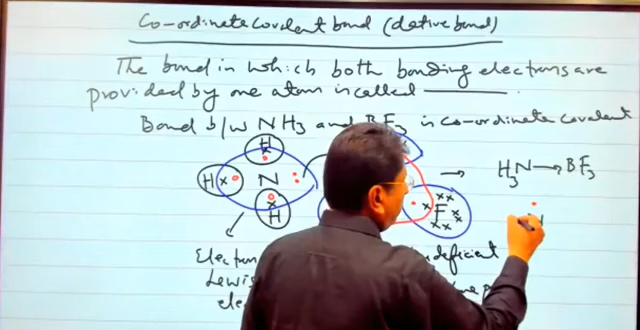 Co-ordinate covalent bond (dative bond)
The bond in which both bonding electrons are
provided by one atom is called
Bond b/w NH3 and BF3 is co-ordinate covalent
H
H x N : → H3N → BF3
x F
x
H
Electron deficient
Lewis